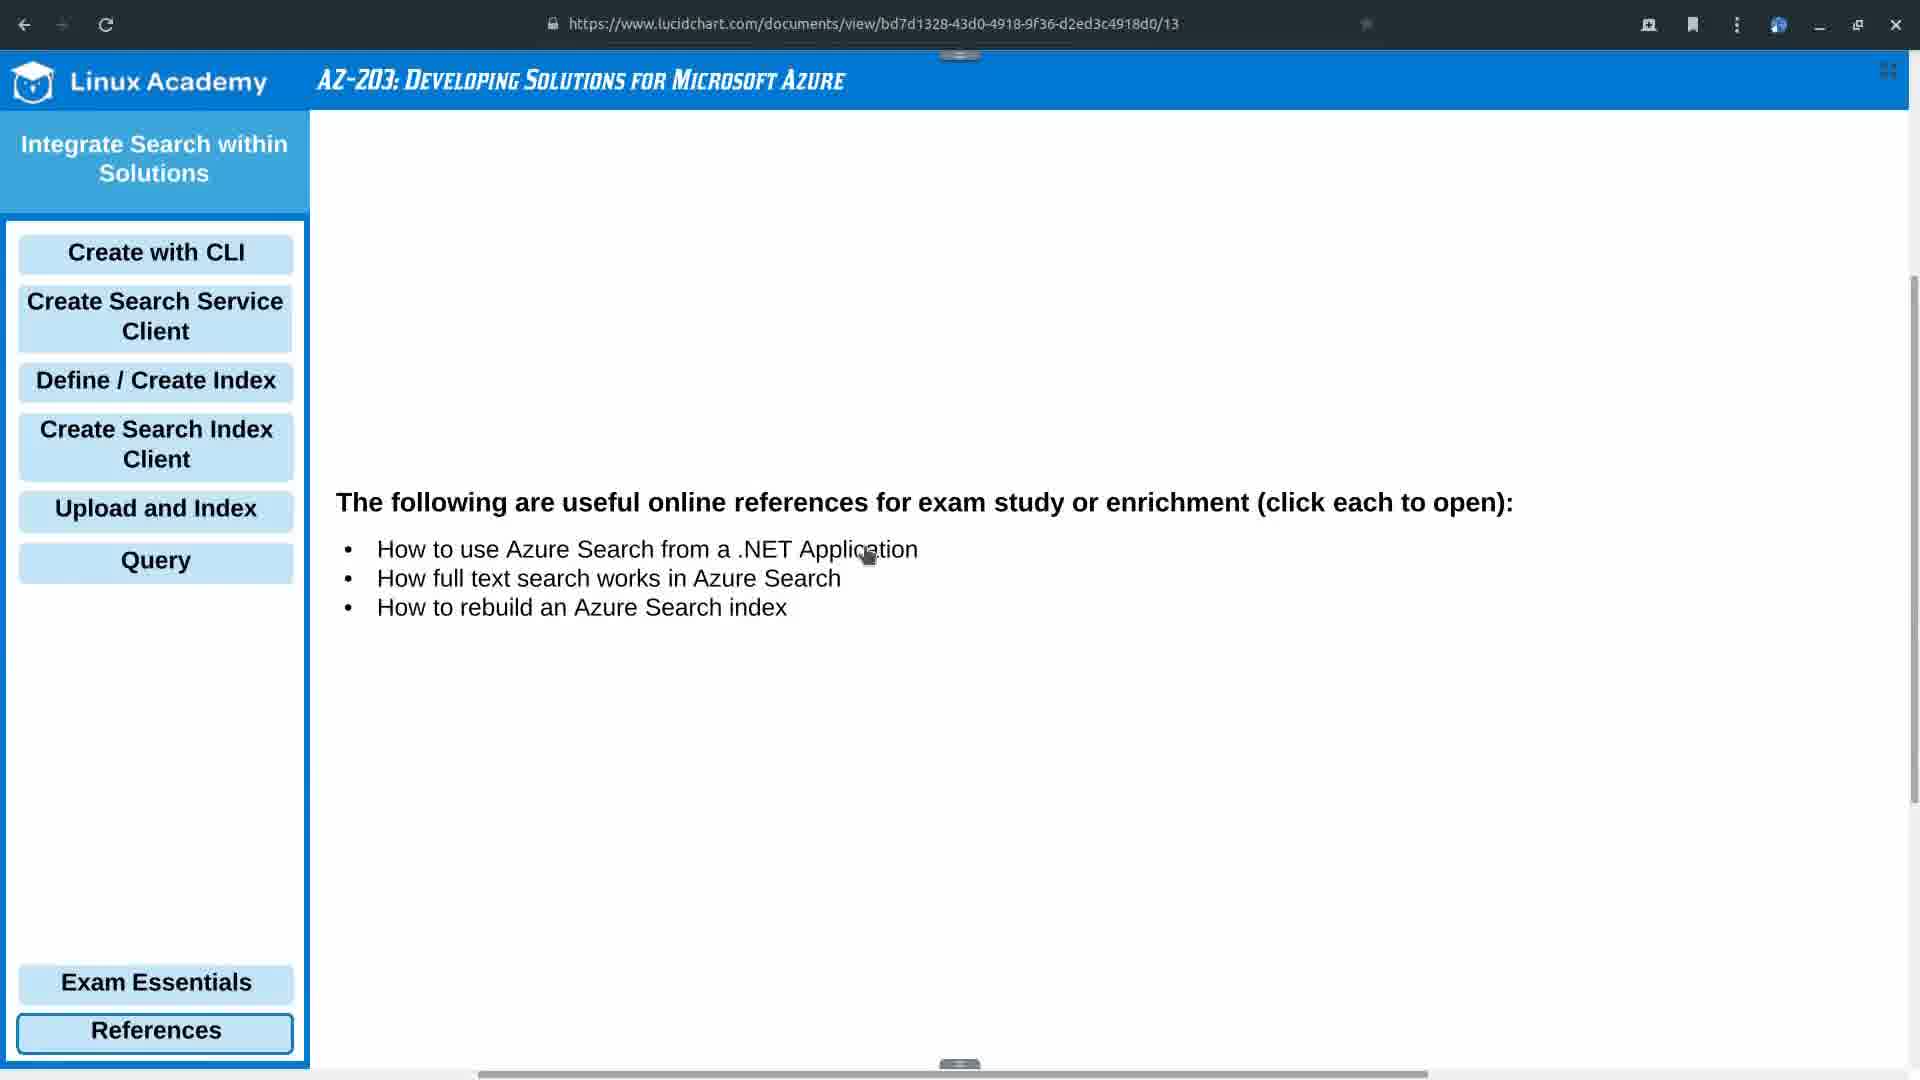 https://www.lucidchart.com/documents/view/bd7d1328-43d0-4918-9f36-d2ed3c4918d0/13
Linux Academy
AZ-203: Developing Solutions for Microsoft Azure
Integrate Search within
Solutions
Create with CLI
Create Search Service
Client
Define / Create Index
Create Search Index
Client
Upload and Index
Query
The following are useful online references for exam study or enrichment (click each to open):
• How to use Azure Search from a .NET Application
• How full text search works in Azure Search
• How to rebuild an Azure Search index
Exam Essentials
References